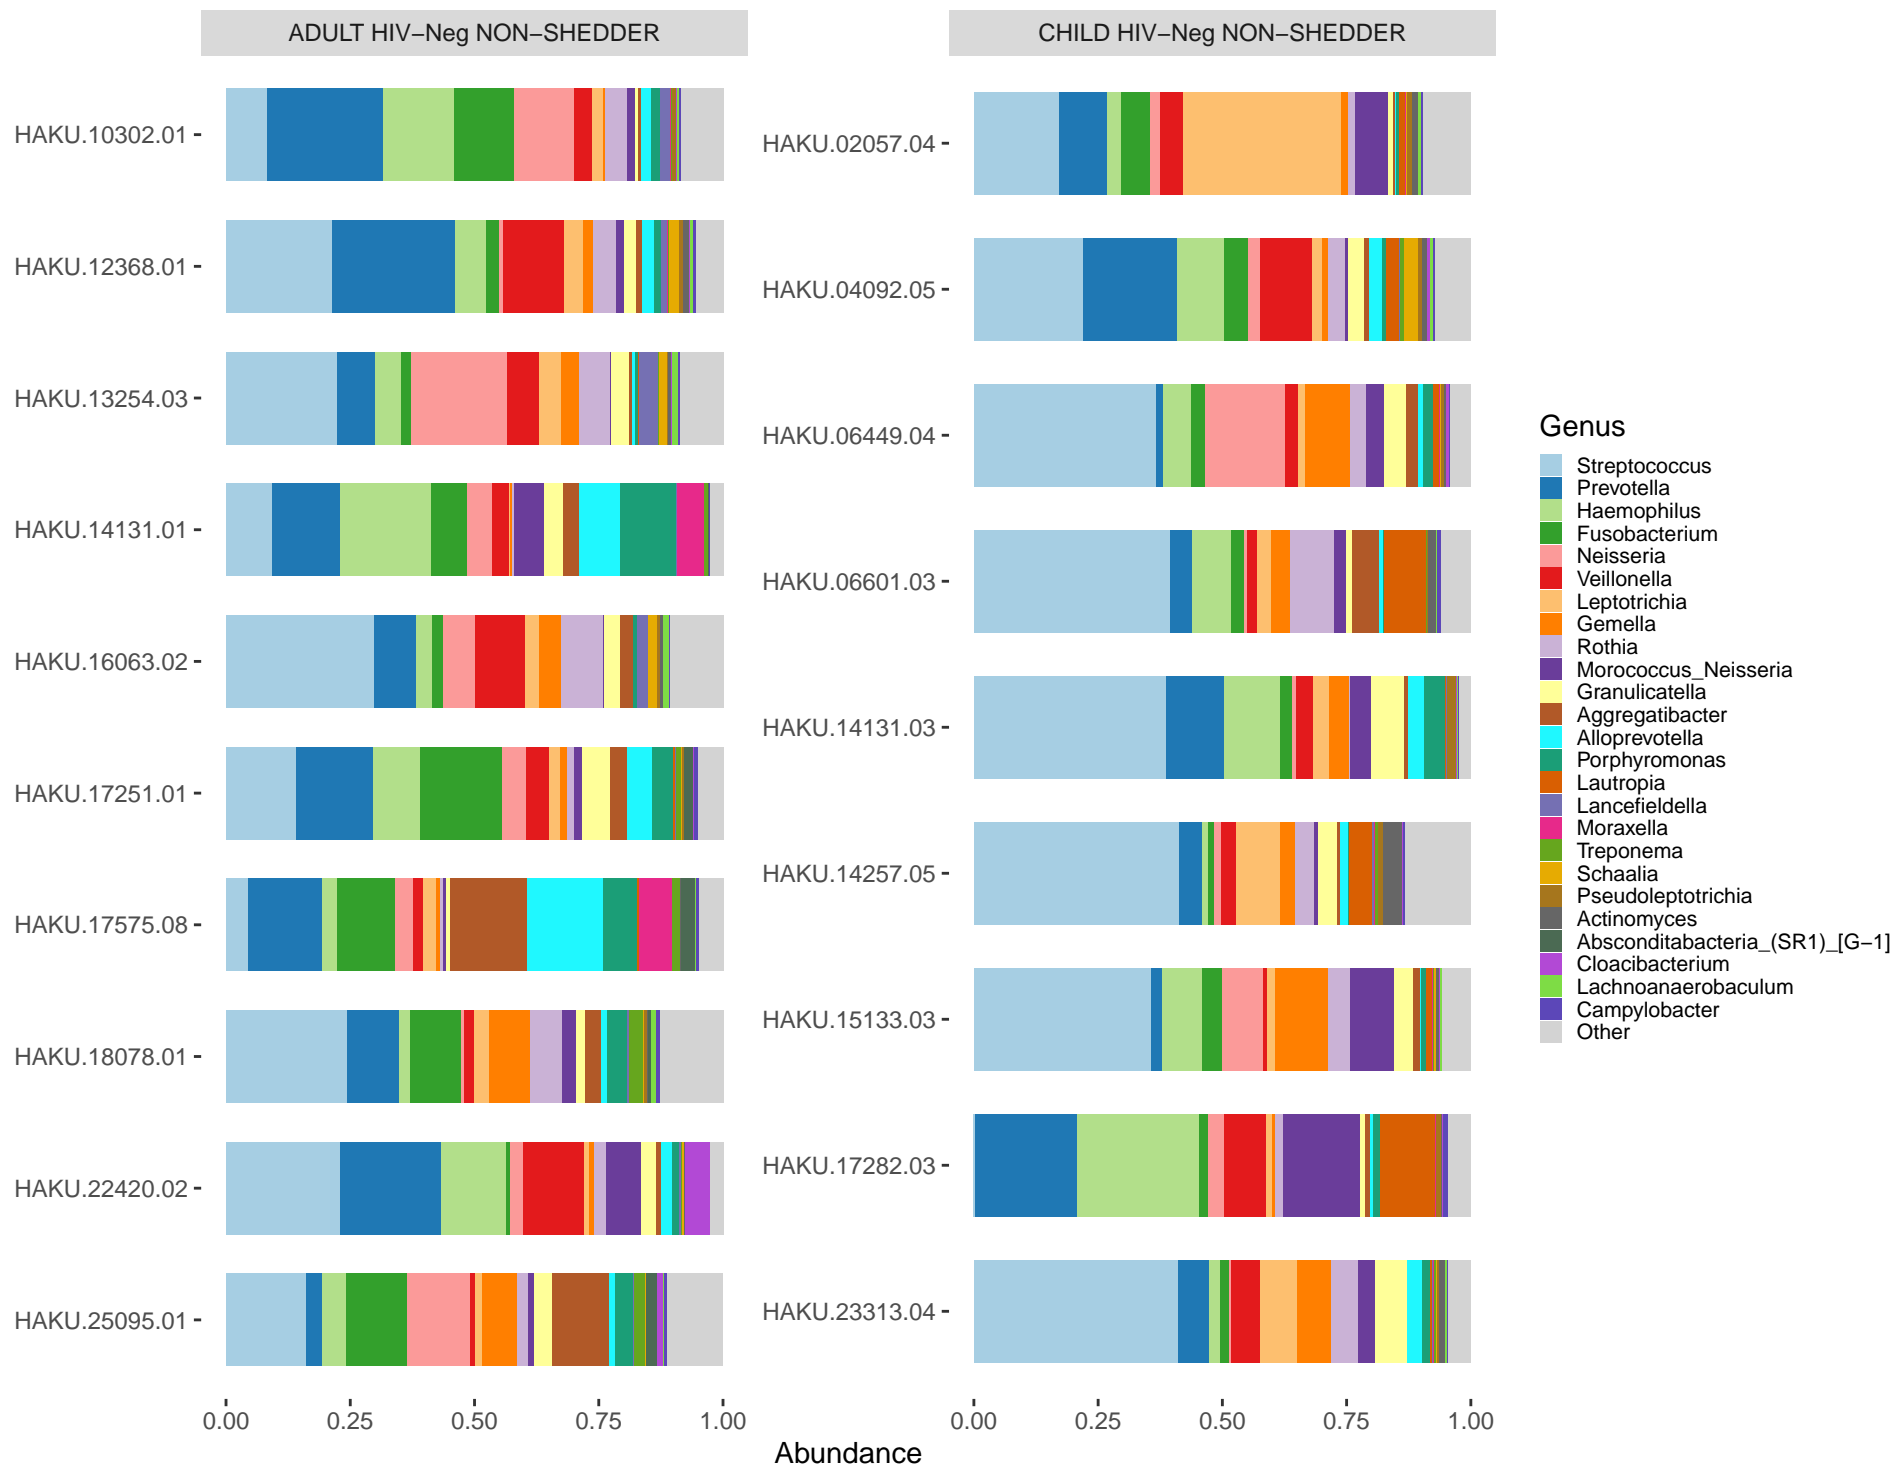 ADULT HIV−Neg NON−SHEDDER
HAKU.10302.01
HAKU.12368.01
HAKU.13254.03
HAKU.14131.01
HAKU.16063.02
HAKU.17251.01
HAKU.17575.08
HAKU.18078.01
HAKU.22420.02
HAKU.25095.01
0.00 0.25 0.50 0.75 1.00
CHILD HIV−Neg NON−SHEDDER
HAKU.02057.04
HAKU.04092.05
HAKU.06449.04
HAKU.06601.03
HAKU.14131.03
HAKU.14257.05
HAKU.15133.03
HAKU.17282.03
HAKU.23313.04
0.00 0.25 0.50 0.75 1.00
Abundance
Genus
Streptococcus
Prevotella
Haemophilus
Fusobacterium
Neisseria
Veillonella
Leptotrichia
Gemella
Rothia
Morococcus_Neisseria
Granulicatella
Aggregatibacter
Alloprevotella
Porphyromonas
Lautropia
Lancefieldella
Moraxella
Treponema
Schaalia
Pseudoleptotrichia
Actinomyces
Absconditabacteria_(SR1)_[G−1]
Cloacibacterium
Lachnoanaerobaculum
Campylobacter
Other